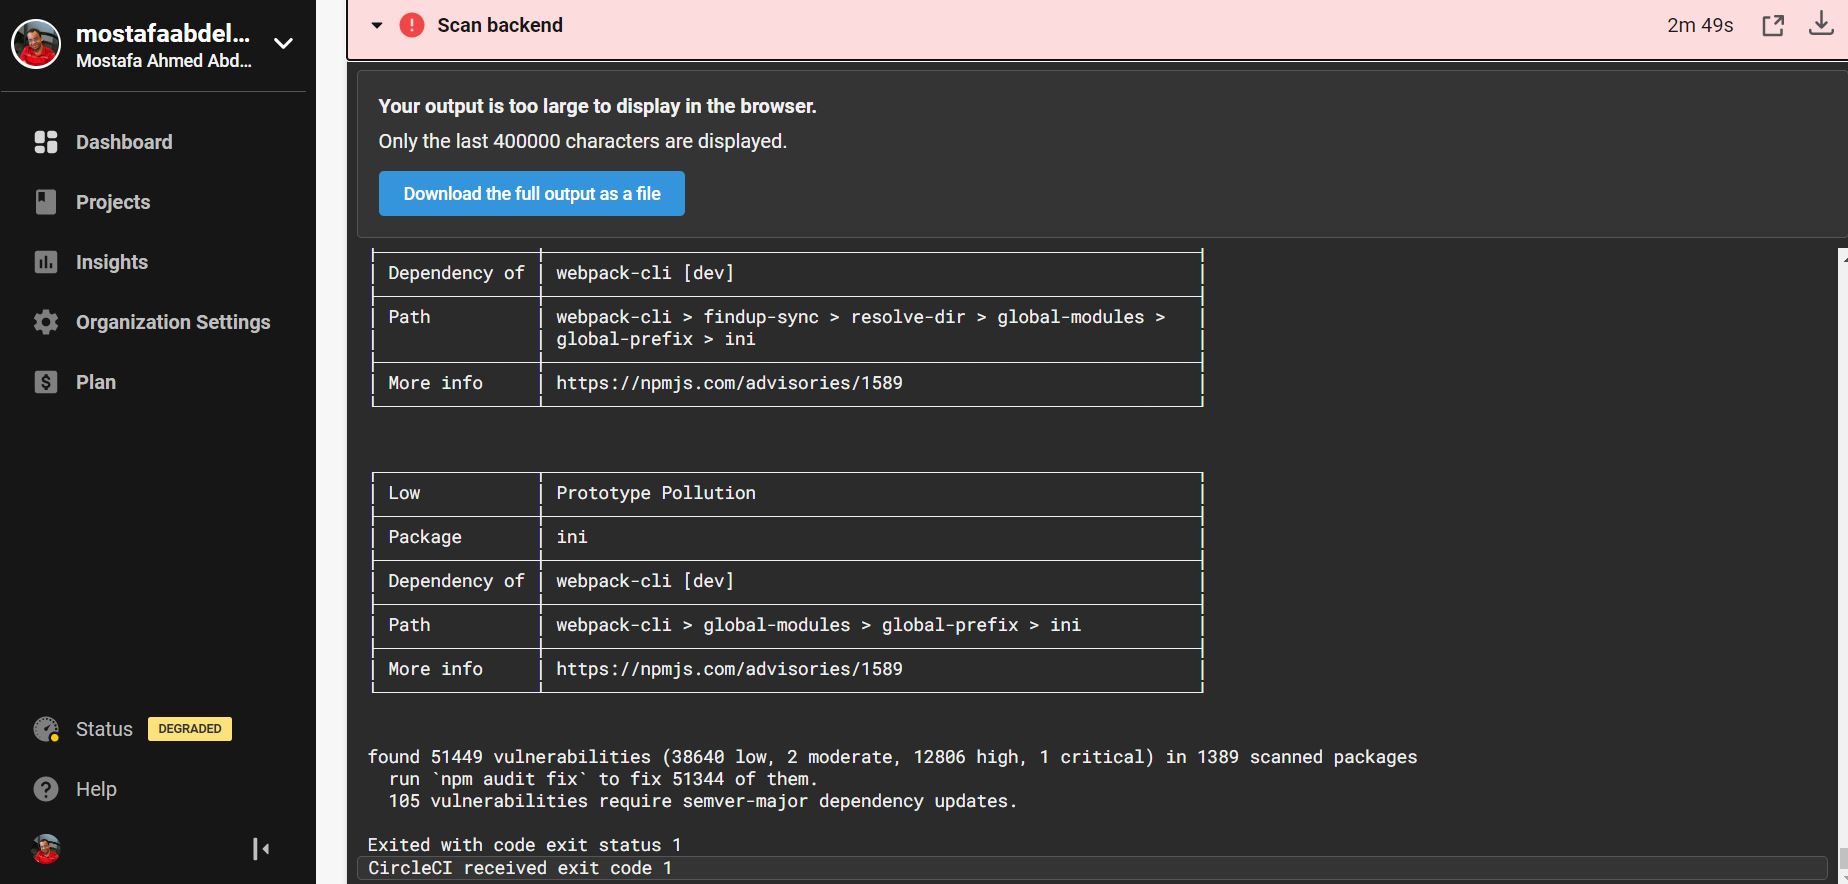 mostafaabdel...
Mostafa Ahmed Abd...
Dashboard
Projects
Insights
Organization Settings
Plan
Status DEGRADED
Help
Scan backend
2m 49s
Your output is too large to display in the browser.
Only the last 400000 characters are displayed.
Download the full output as a file
Dependency of webpack-cli [dev]
Path webpack-cli > findup-sync > resolve-dir > global-modules >
global-prefix > ini
More info https://npmjs.com/advisories/1589
Low Prototype Pollution
Package ini
Dependency of webpack-cli [dev]
Path webpack-cli > global-modules > global-prefix > ini
More info https://npmjs.com/advisories/1589
found 51449 vulnerabilities (38640 low, 2 moderate, 12806 high, 1 critical) in 1389 scanned packages
run `npm audit fix` to fix 51344 of them.
105 vulnerabilities require semver-major dependency updates.
Exited with code exit status 1
CircleCI received exit code 1